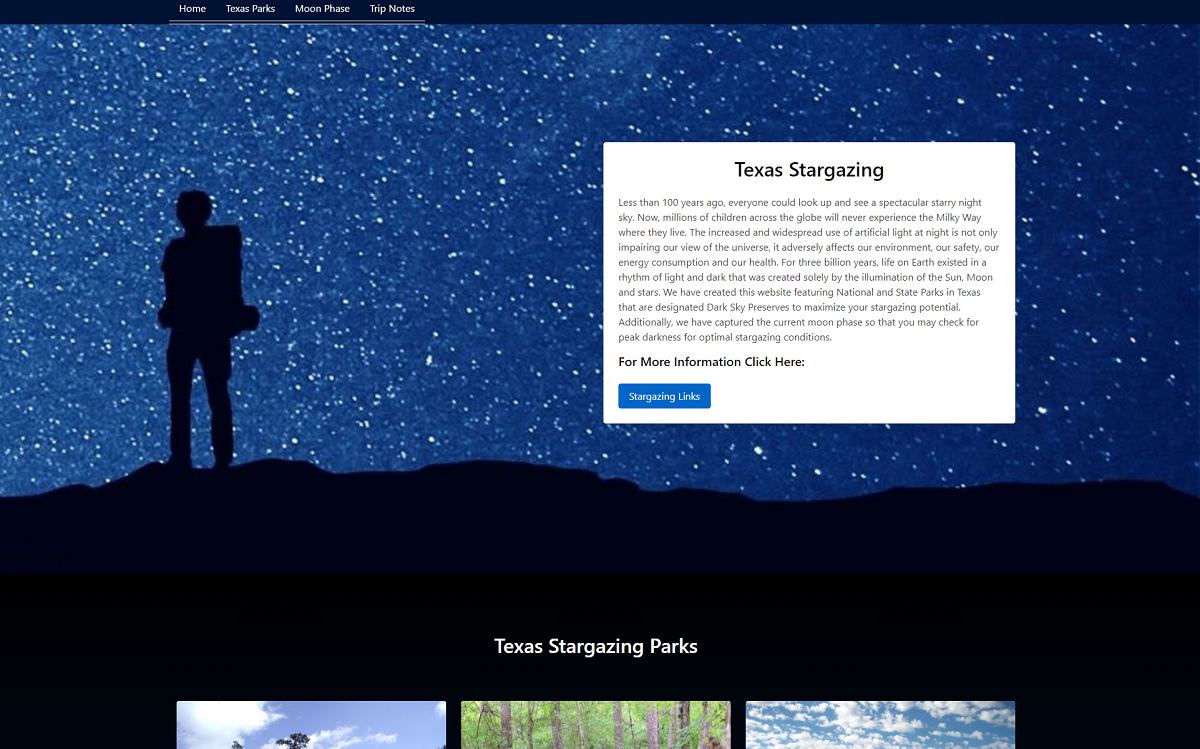 Home Texas Parks Moon Phase Trip Notes
Texas Stargazing
Less than 100 years ago, everyone could look up and see a spectacular starry night
sky. Now, millions of children across the globe will never experience the Milky Way
where they live. The increased and widespread use of artificial light at night is not only
impairing our view of the universe, it adversely affects our environment, our safety, our
energy consumption and our health. For three billion years, life on Earth existed in a
rhythm of light and dark that was created solely by the illumination of the Sun, Moon
and stars. We have created this website featuring National and State Parks in Texas
that are designated Dark Sky Preserves to maximize your stargazing potential.
Additionally, we have captured the current moon phase so that you may check for
peak darkness for optimal stargazing conditions.
For More Information Click Here:
Stargazing Links
Texas Stargazing Parks